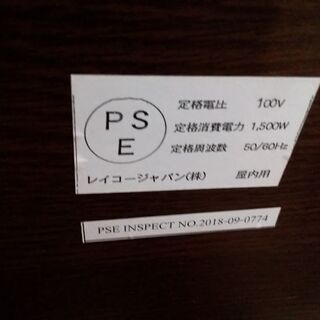 PS
E
定格電比 100V
定格消費電力 1,500W
定格周波数 50/60Hz
レイコージャパン(株) 屋内用
PSE INSPECT NO.2018-09-0774